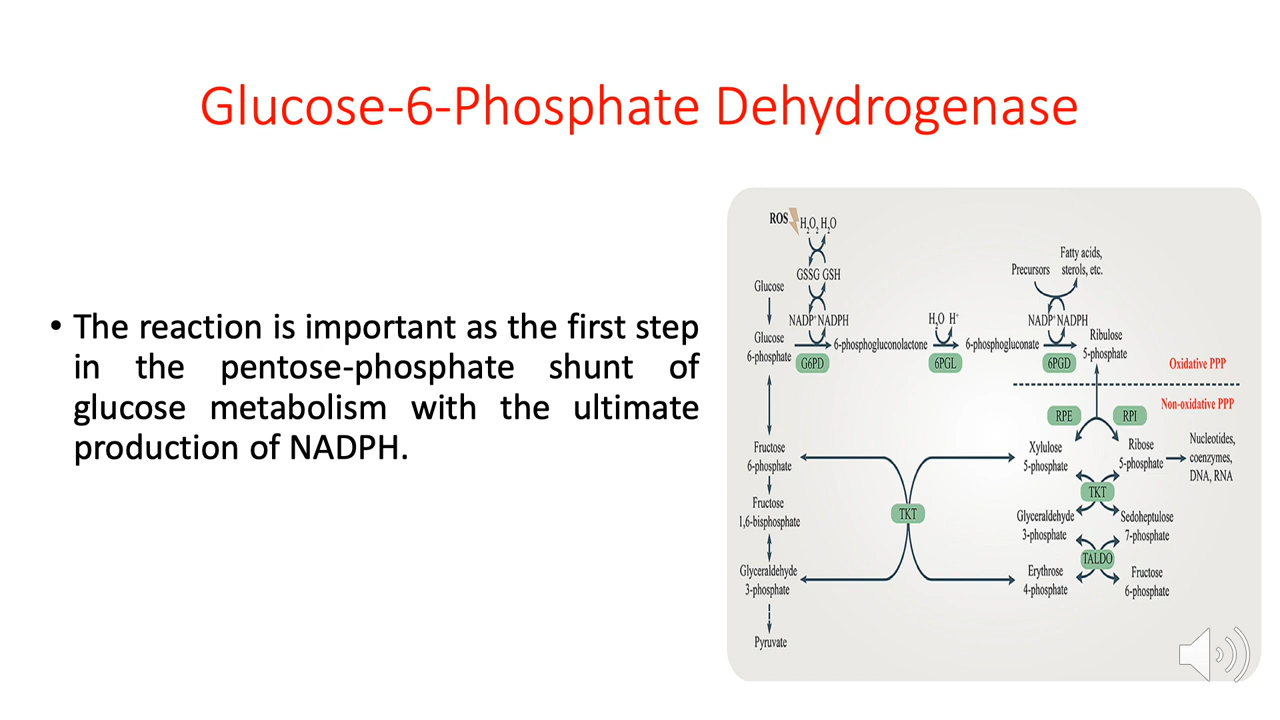 Glucose-6-Phosphate Dehydrogenase
• The reaction is important as the first step
in the pentose-phosphate shunt of
glucose metabolism with the ultimate
production of NADPH.
ROS
H₂O₂ H₂O
GSSG GSH
Glucose
NADP⁺ NADPH
Glucose
6-phosphate
G6PD
6-phosphogluconolactone
H₂O H⁺
6PGL
6-phosphogluconate
Precursors
Fatty acids,
sterols, etc.
NADP⁺ NADPH
6PGD
Ribulose
5-phosphate
Oxidative PPP
Non-oxidative PPP
RPE
RPI
Fructose
6-phosphate
Xylulose
5-phosphate
Ribose
5-phosphate
Nucleotides,
coenzymes,
DNA, RNA
TKT
TKT
Fructose
1,6-bisphosphate
Glyceraldehyde
3-phosphate
Sedoheptulose
7-phosphate
TALDO
Glyceraldehyde
3-phosphate
Erythrose
4-phosphate
Fructose
6-phosphate
Pyruvate